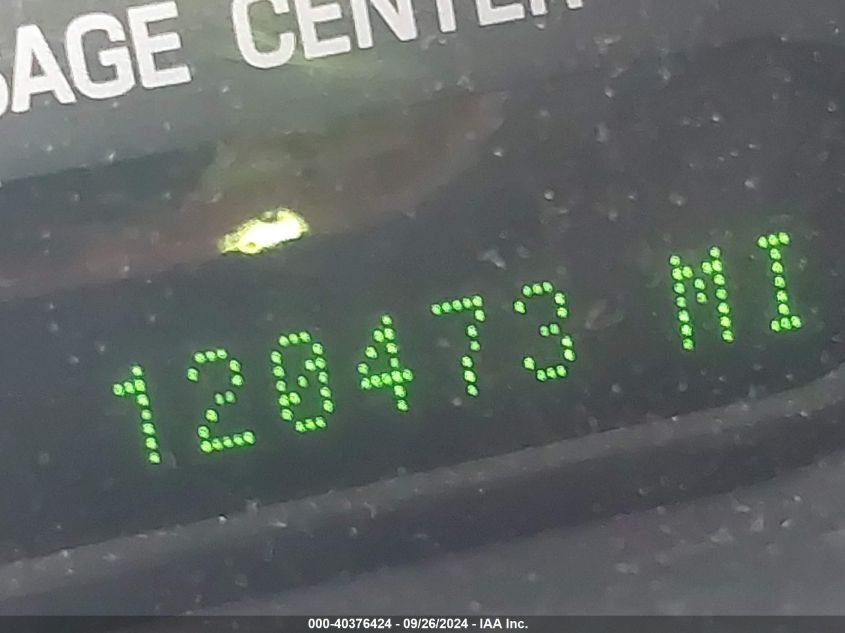 SAGE CENTER
120473 MI
000-40376424 - 09/26/2024 - IAA Inc.